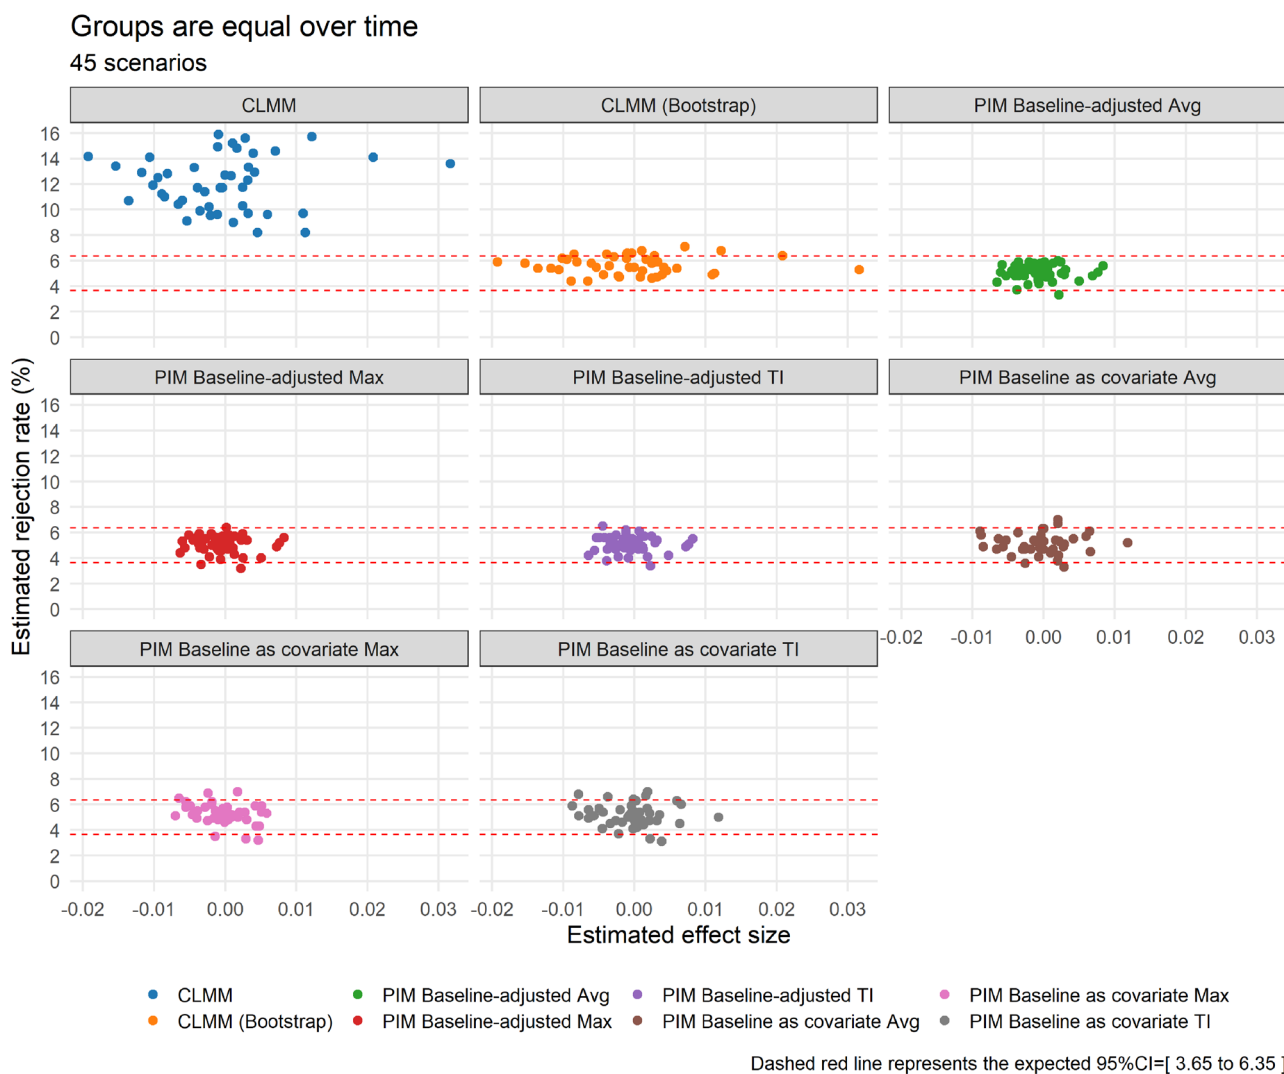 Groups are equal over time
45 scenarios
CLMM
CLMM (Bootstrap)
PIM Baseline-adjusted Avg
16
14
12
10
8
6
4
2
0
PIM Baseline-adjusted Max
PIM Baseline-adjusted TI
PIM Baseline as covariate Avg
16
14
12
10
8
6
4
2
0
Estimated rejection rate (%)
-0.02 -0.01 0.00 0.01 0.02 0.03
PIM Baseline as covariate Max
PIM Baseline as covariate TI
16
14
12
10
8
6
4
2
0
-0.02 -0.01 0.00 0.01 0.02 0.03
-0.02 -0.01 0.00 0.01 0.02 0.03
Estimated effect size
CLMM
PIM Baseline-adjusted Avg
PIM Baseline-adjusted TI
PIM Baseline as covariate Max
CLMM (Bootstrap)
PIM Baseline-adjusted Max
PIM Baseline as covariate Avg
PIM Baseline as covariate TI
Dashed red line represents the expected 95%CI=[ 3.65 to 6.35 ]